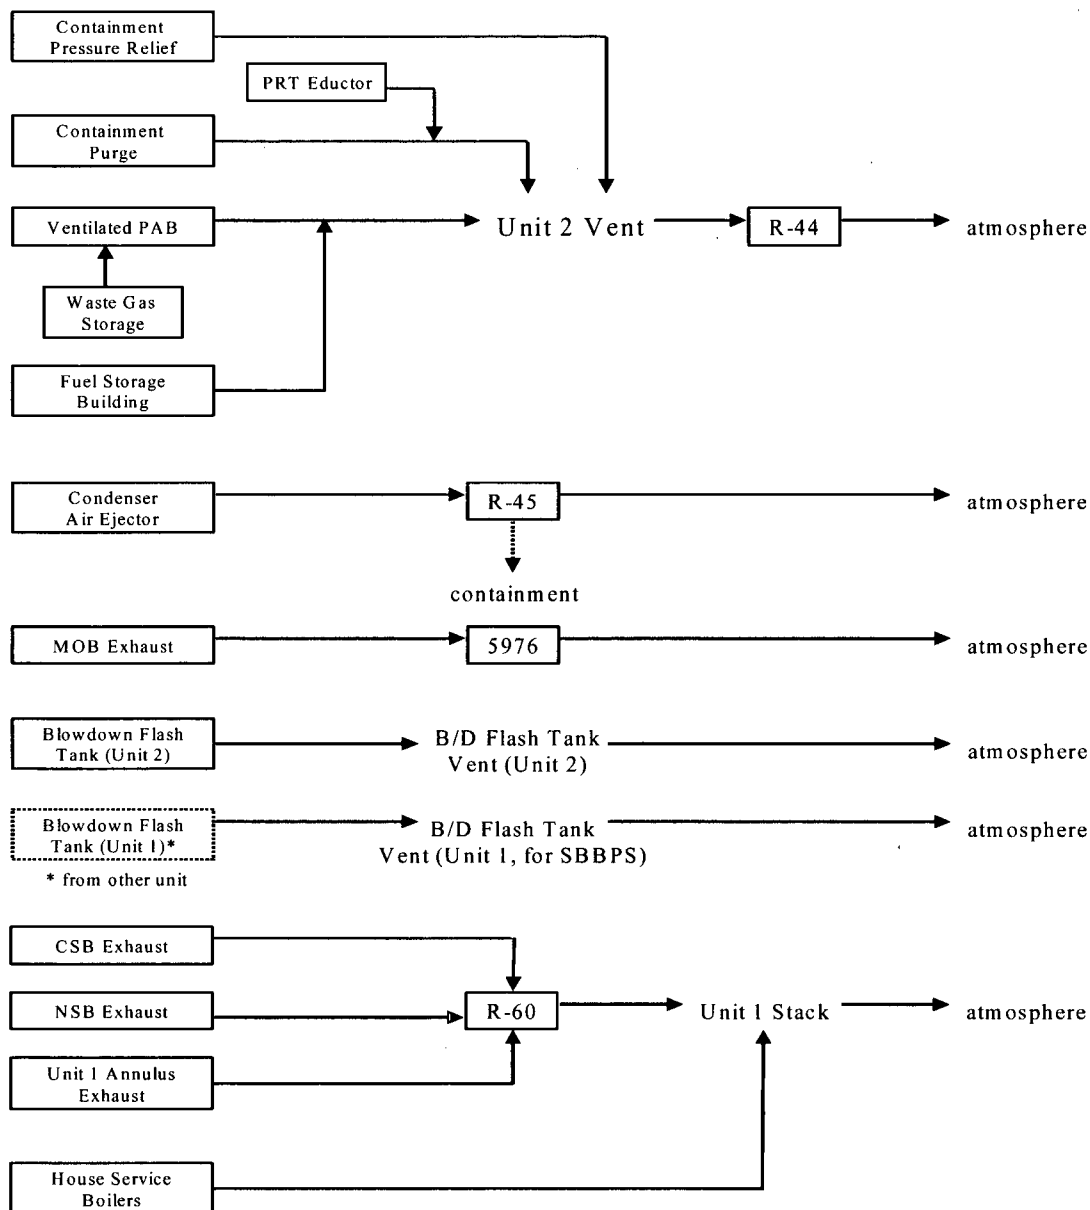 Containment
Pressure Relief
PRT Eductor
Containment
Purge
Ventilated PAB
Unit 2 Vent
R-44
atmosphere
Waste Gas
Storage
Fuel Storage
Building
Condenser
Air Ejector
R-45
atmosphere
containment
MOB Exhaust
5976
atmosphere
Blowdown Flash
Tank (Unit 2)
B/D Flash Tank
Vent (Unit 2)
atmosphere
Blowdown Flash
Tank (Unit 1)*
B/D Flash Tank
Vent (Unit 1, for SBBPS)
atmosphere
* from other unit
CSB Exhaust
NSB Exhaust
R-60
Unit 1 Stack
atmosphere
Unit 1 Annulus
Exhaust
House Service
Boilers